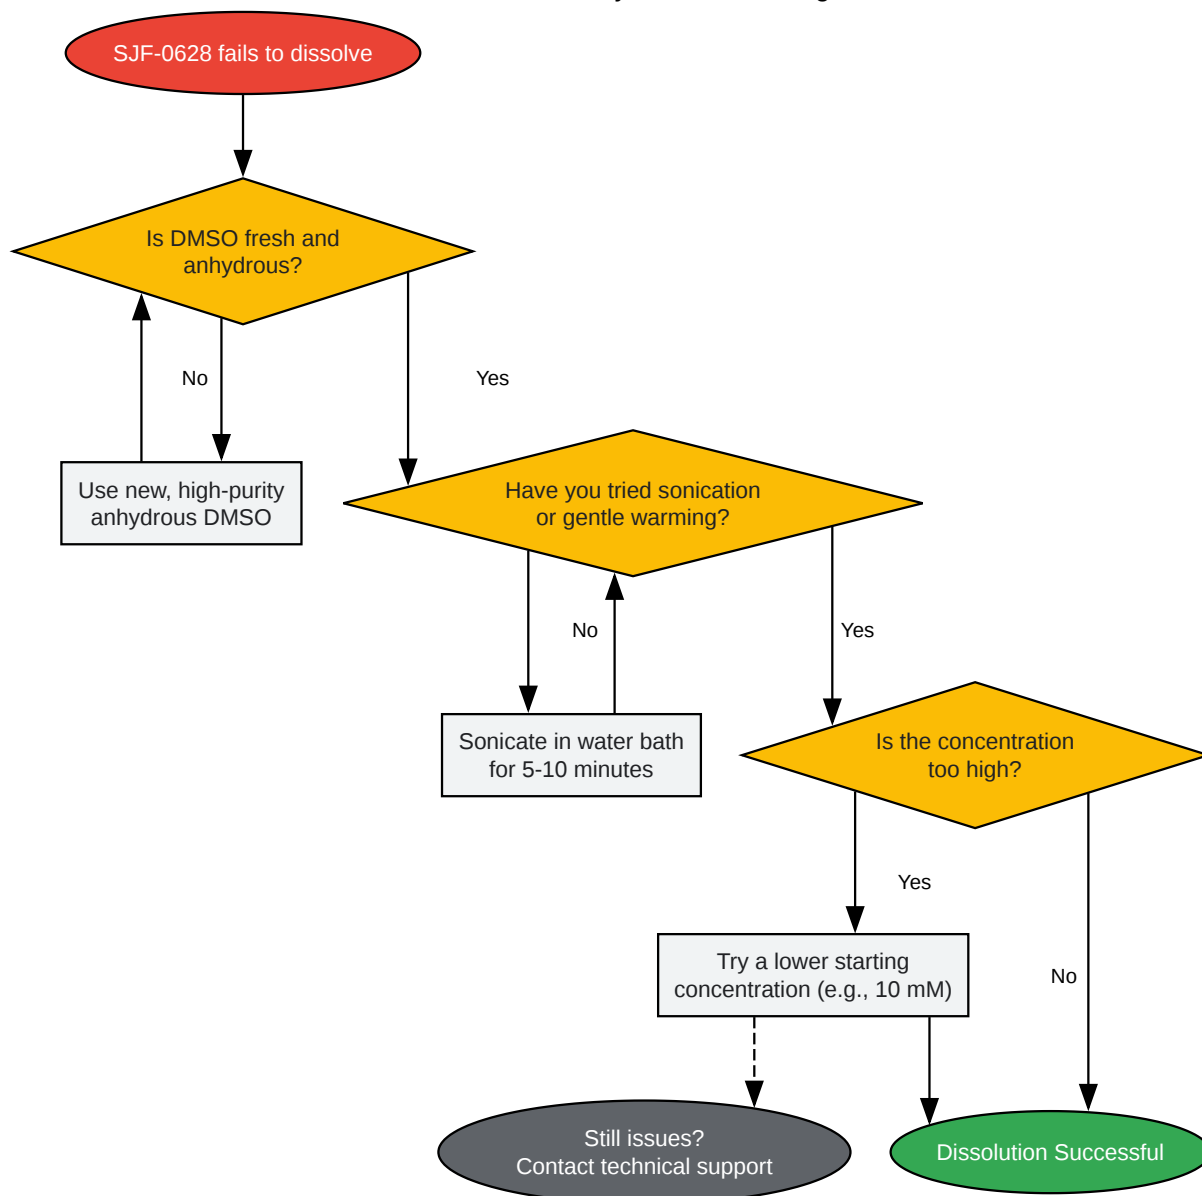 SJF-0628 fails to dissolve
Is DMSO fresh and
anhydrous?
No
Yes
Use new, high-purity
anhydrous DMSO
Have you tried sonication
or gentle warming?
No
Yes
Sonicate in water bath
for 5-10 minutes
Is the concentration
too high?
Yes
No
Try a lower starting
concentration (e.g., 10 mM)
Still issues?
Contact technical support
Dissolution Successful